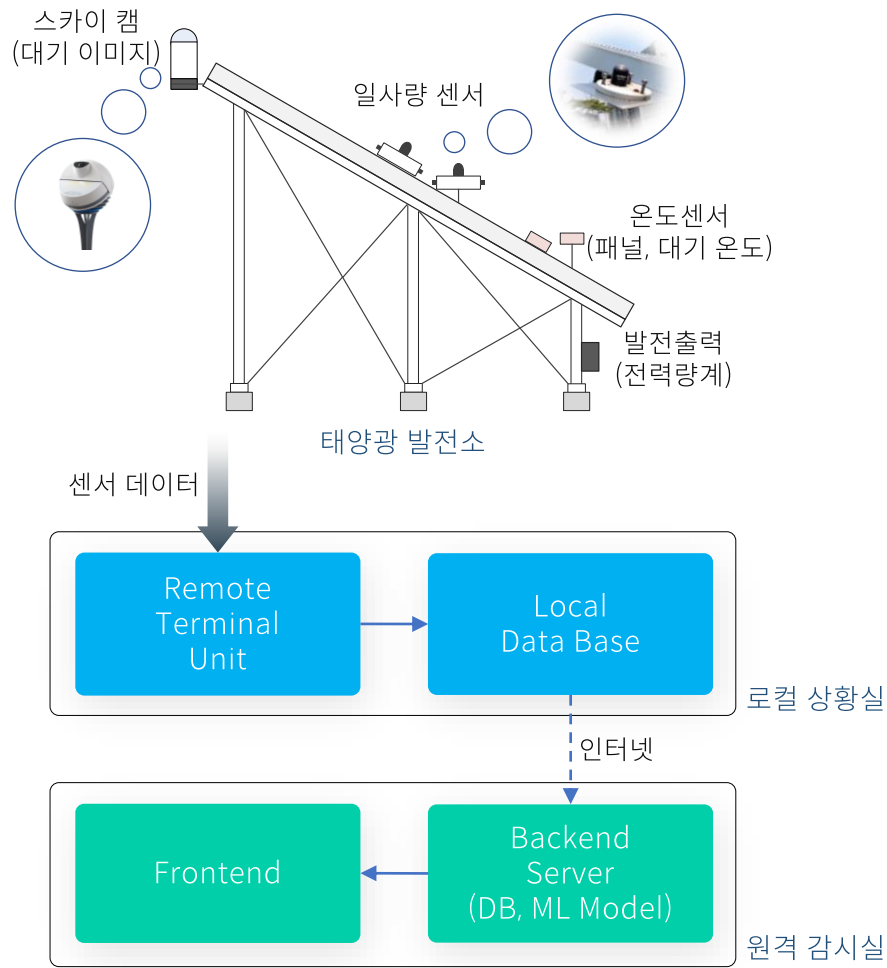 스카이 캠
(대기 이미지)
일사량 센서
온도센서
(패널, 대기 온도)
발전출력
(전력량계)
태양광 발전소
센서 데이터
Remote
Terminal
Unit
Local
Data Base
로컬 상황실
인터넷
Frontend
Backend
Server
(DB, ML Model)
원격 감시실